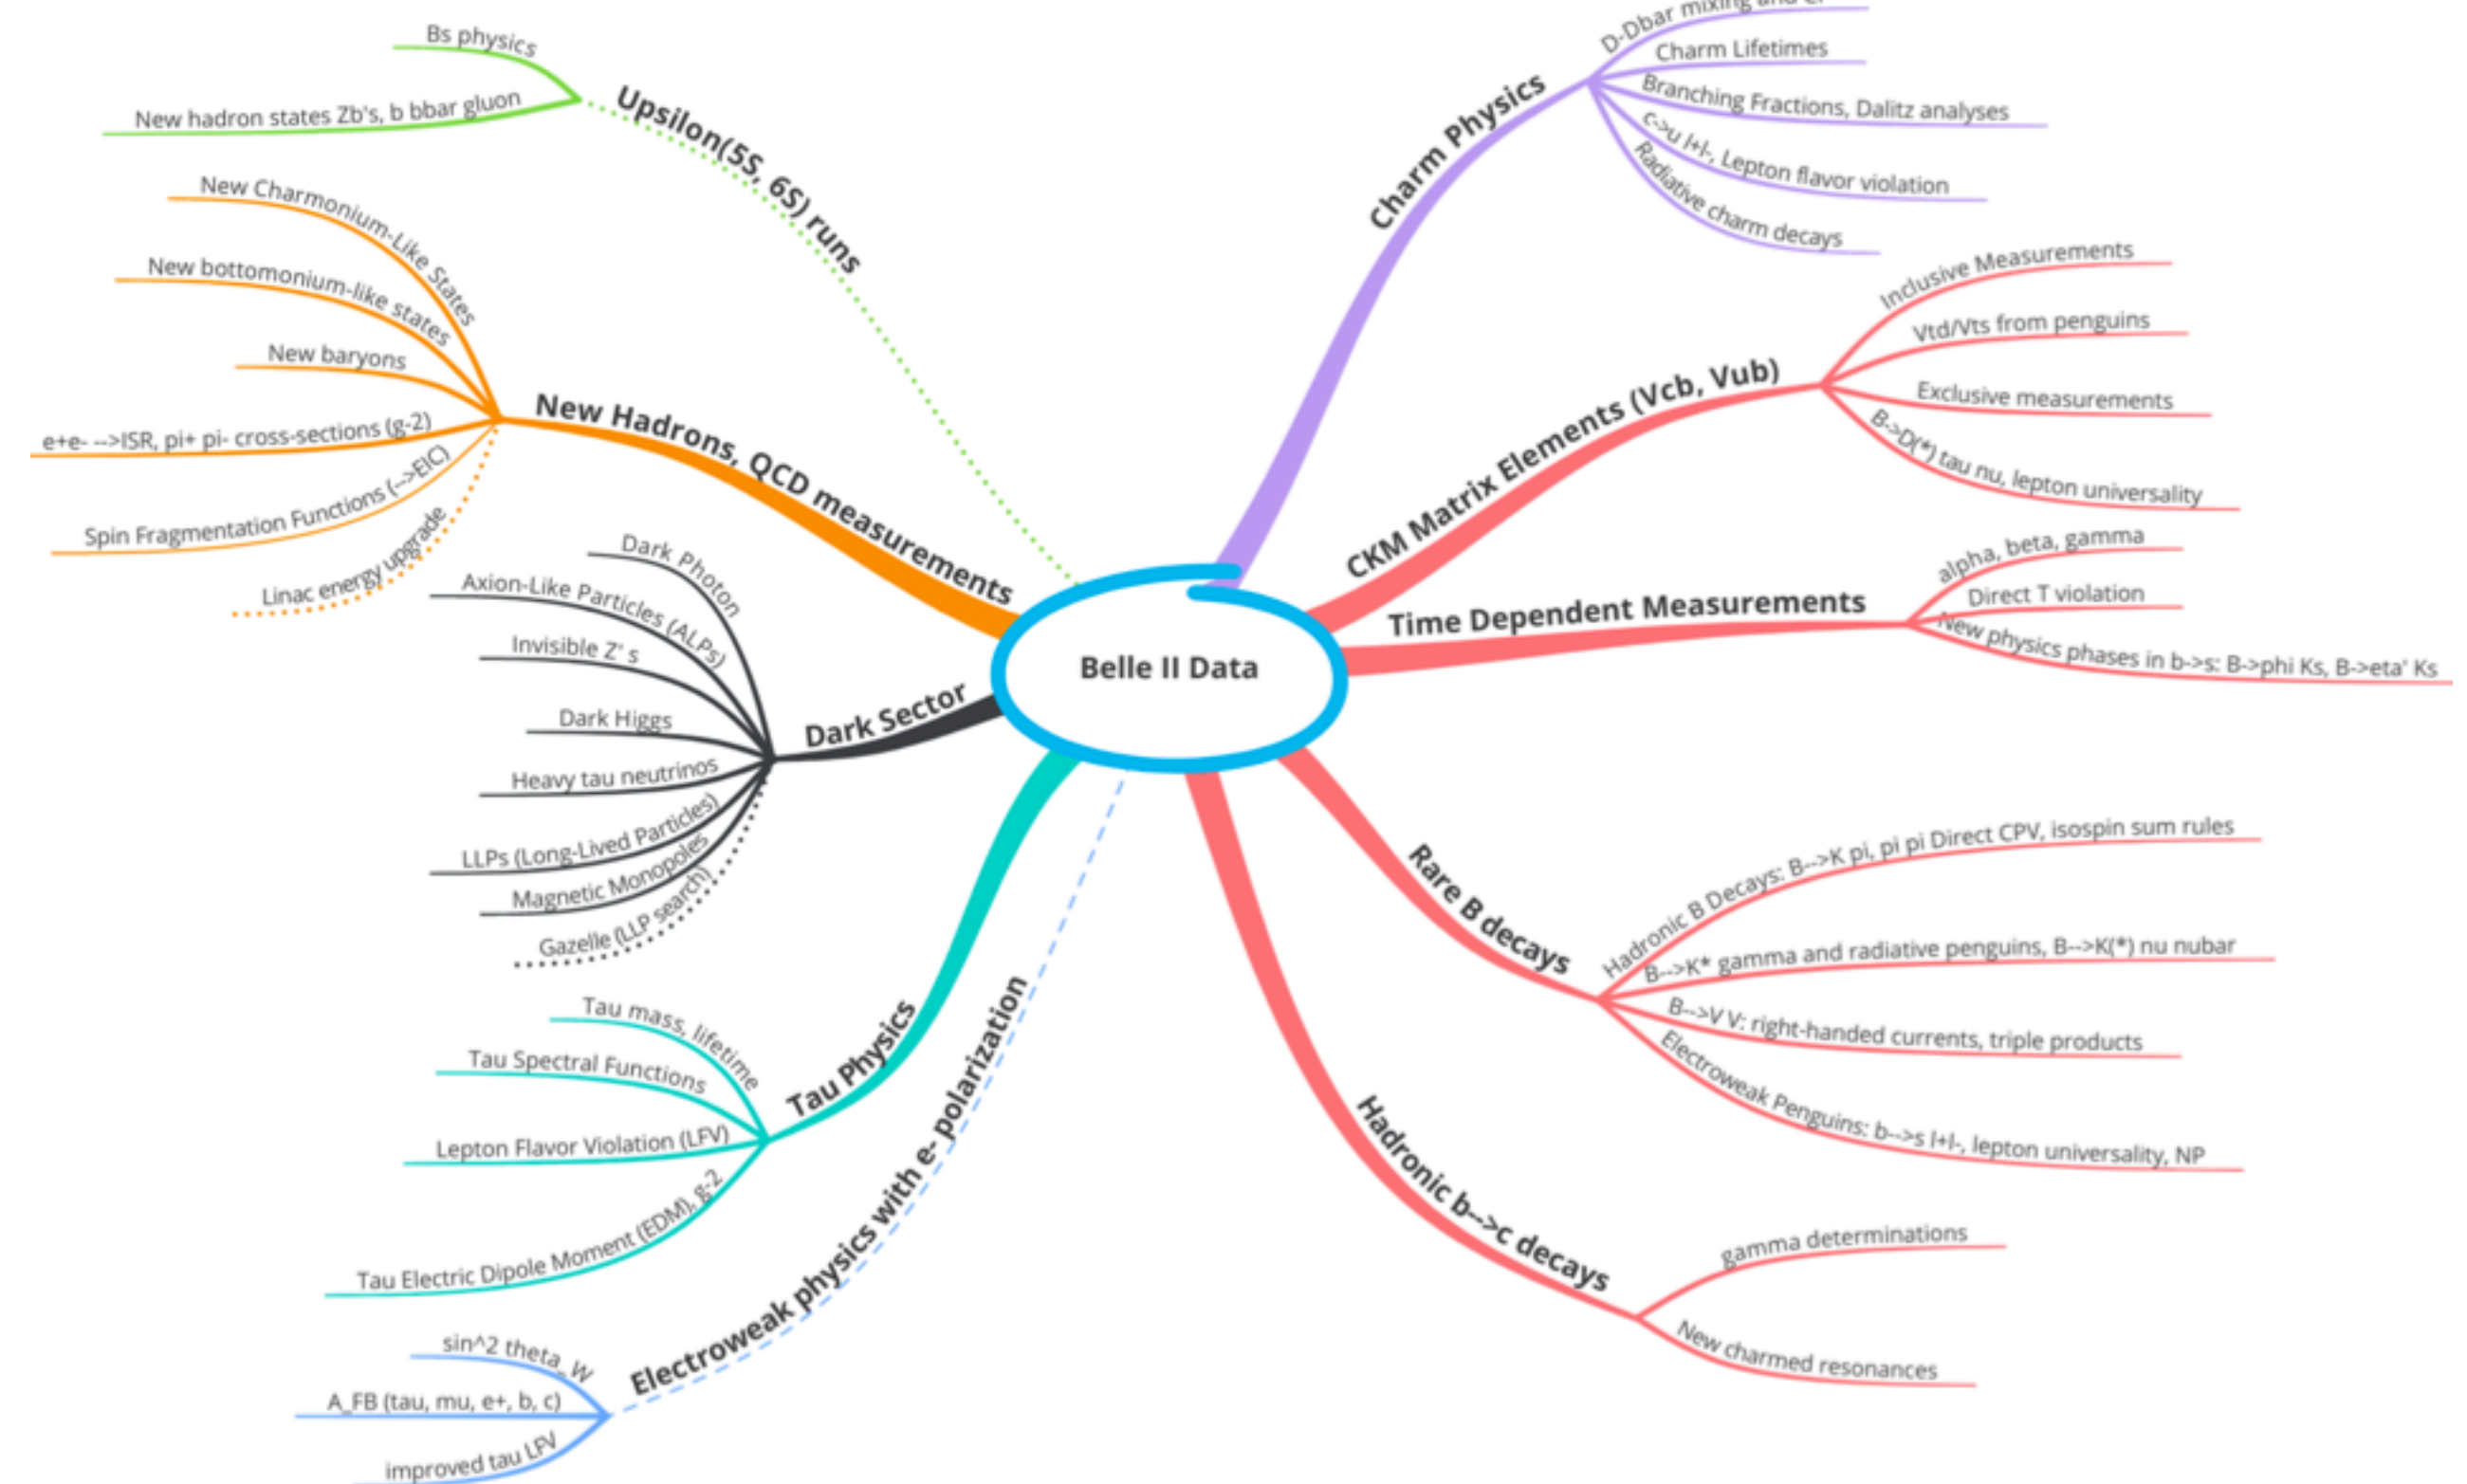 Belle II Data
Charm Physics
D-Dbar mixing and
Charm Lifetimes
Branching Fractions, Dalitz analyses
c->u l+l-, Lepton flavor violation
Radiative charm decays
CKM Matrix Elements (Vcb, Vub)
Inclusive Measurements
Vtd/Vts from penguins
Exclusive measurements
B->D(*) tau nu, lepton universality
Time Dependent Measurements
alpha, beta, gamma
Direct T violation
New physics phases in b->s: B->phi Ks, B->eta' Ks
Rare B decays
Hadronic B Decays: B-->K pi, pi pi Direct CPV, isospin sum rules
B-->K* gamma and radiative penguins, B-->K(*) nu nubar
B-->V V: right-handed currents, triple products
Electroweak Penguins: b-->s l+l-, lepton universality, NP
Hadronic b-->c decays
gamma determinations
New charmed resonances
Upsilon(5S, 6S) runs
Bs physics
New hadron states Zb's, b bbar gluon
New Hadrons, QCD measurements
New Charmonium-Like States
New bottomonium-like states
New baryons
e+e- -->ISR, pi+ pi- cross-sections (g-2)
Spin Fragmentation Functions (-->EIC)
Linac energy upgrade
Dark Sector
Dark Photon
Axion-Like Particles (ALPs)
Invisible Z' s
Dark Higgs
Heavy tau neutrinos
LLPs (Long-Lived Particles)
Magnetic Monopoles
Gazelle (LLP search)
Tau Physics
Tau mass, lifetime
Tau Spectral Functions
Lepton Flavor Violation (LFV)
Tau Electric Dipole Moment (EDM), g-2
Electroweak physics with e- polarization
sin^2 theta_W
A_FB (tau, mu, e+, b, c)
improved tau LFV